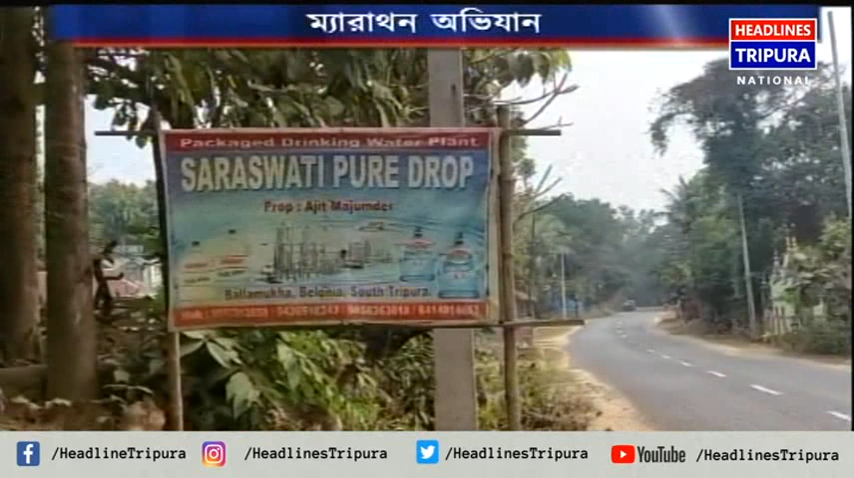 ম্যারাথন অভিযান
HEADLINES
TRIPURA
NATIONAL
Packaged Drinking Water Plant
SARASWATI PURE DROP
Prop : Ajit Majumder
Ballamukha, Belonia, South Tripura.
/HeadlineTripura /HeadlinesTripura /HeadlinesTripura YouTube /HeadlinesTripura